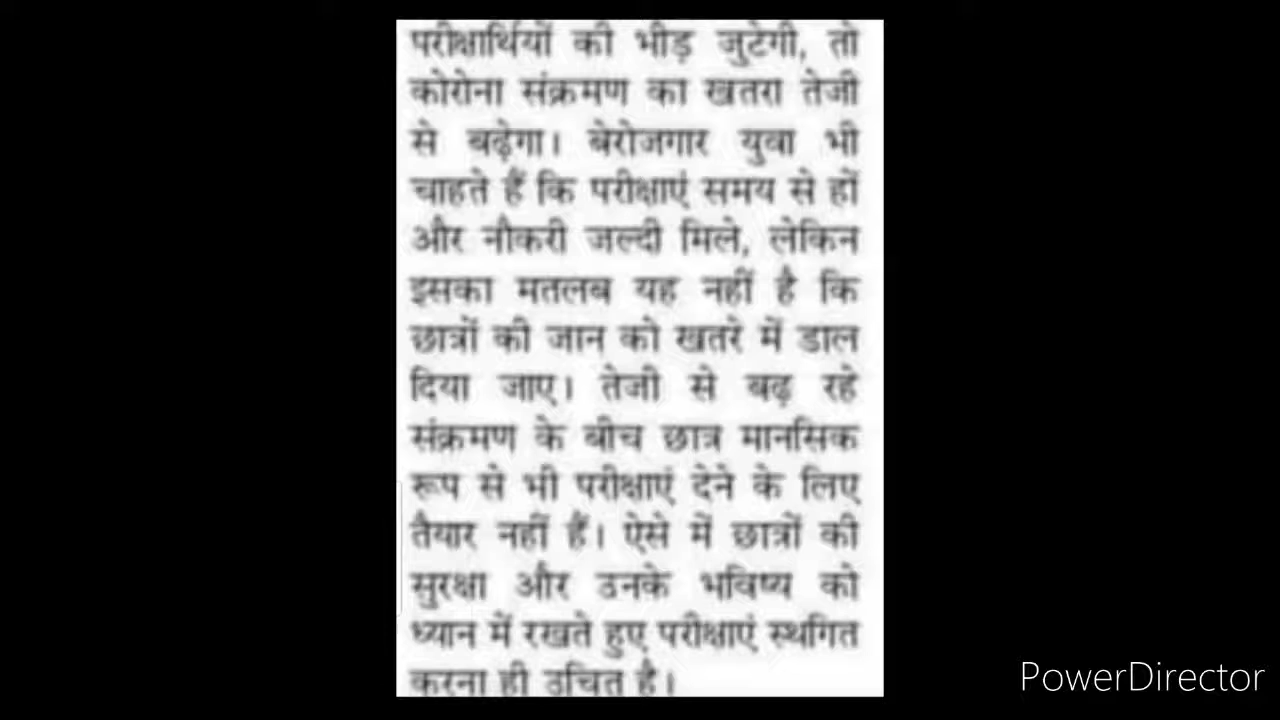 परीक्षार्थियों की भीड़ जुटेगी, तो
कोरोना संक्रमण का खतरा तेजी
से बढ़ेगा। बेरोजगार युवा भी
चाहते हैं कि परीक्षाएं समय से हों
और नौकरी जल्दी मिले, लेकिन
इसका मतलब यह नहीं है कि
छात्रों की जान को खतरे में डाल
दिया जाए। तेजी से बढ़ रहे
संक्रमण के बीच छात्र मानसिक
रूप से भी परीक्षाएं देने के लिए
तैयार नहीं हैं। ऐसे में छात्रों की
सुरक्षा और उनके भविष्य को
ध्यान में रखते हुए परीक्षाएं स्थगित
करना ही उचित है।
PowerDirector